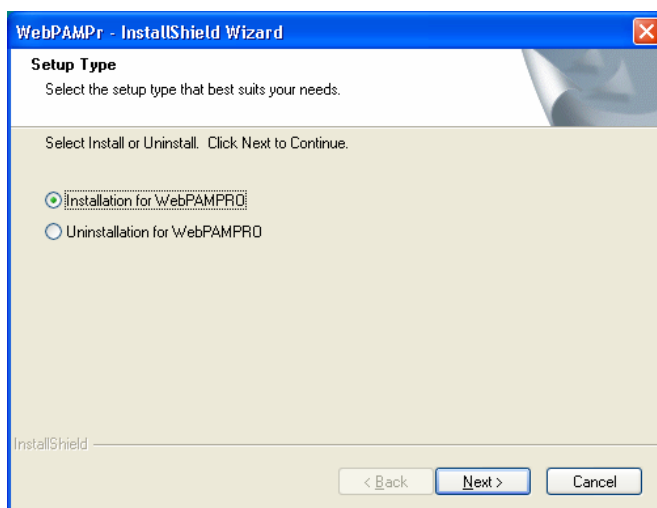 WebPAMPr - InstallShield Wizard
Setup Type
Select the setup type that best suits your needs.
Select Install or Uninstall. Click Next to Continue.
Installation for WebPAMPRO
Uninstallation for WebPAMPRO
InstallShield
< Back Next > Cancel